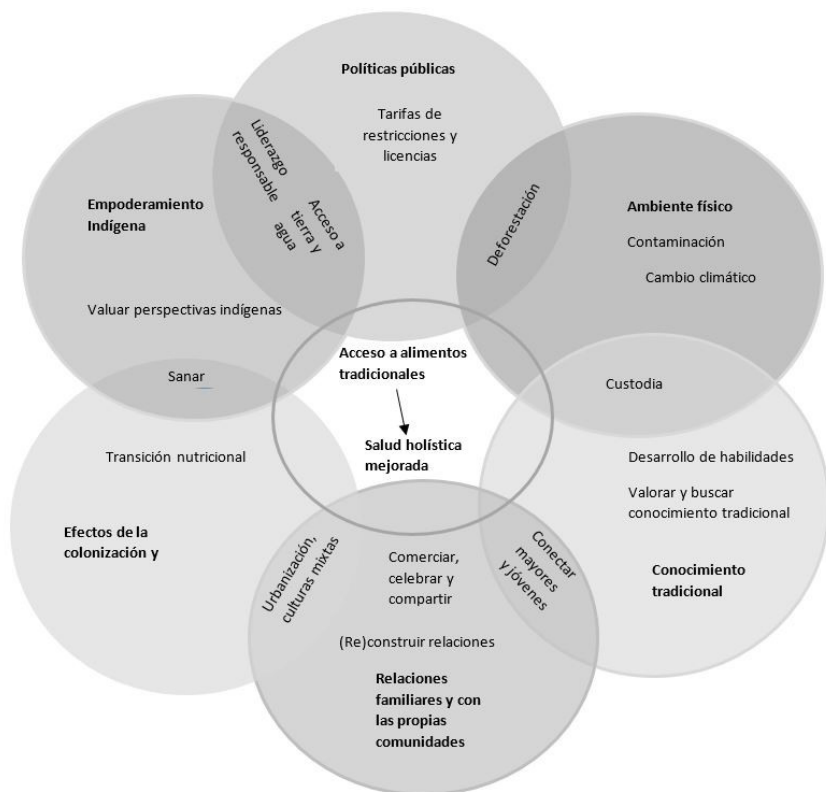 Políticas públicas
Tarifas de
restricciones y
licencias
Liderazgo
responsable
Acceso a
tierra y
agua
Empoderamiento
Indígena
Valuar perspectivas indígenas
Deforestación
Ambiente físico
Contaminación
Cambio climático
Acceso a alimentos
tradicionales
Salud holística
mejorada
Sanar
Custodia
Transición nutricional
Efectos de la
colonización y
Desarrollo de habilidades
Valorar y buscar
conocimiento tradicional
Conocimiento
tradicional
Urbanización,
culturas mixtas
Comerciar,
celebrar y
compartir
Conectar
mayores
y jóvenes
(Re)construir relaciones
Relaciones
familiares y con
las propias
comunidades